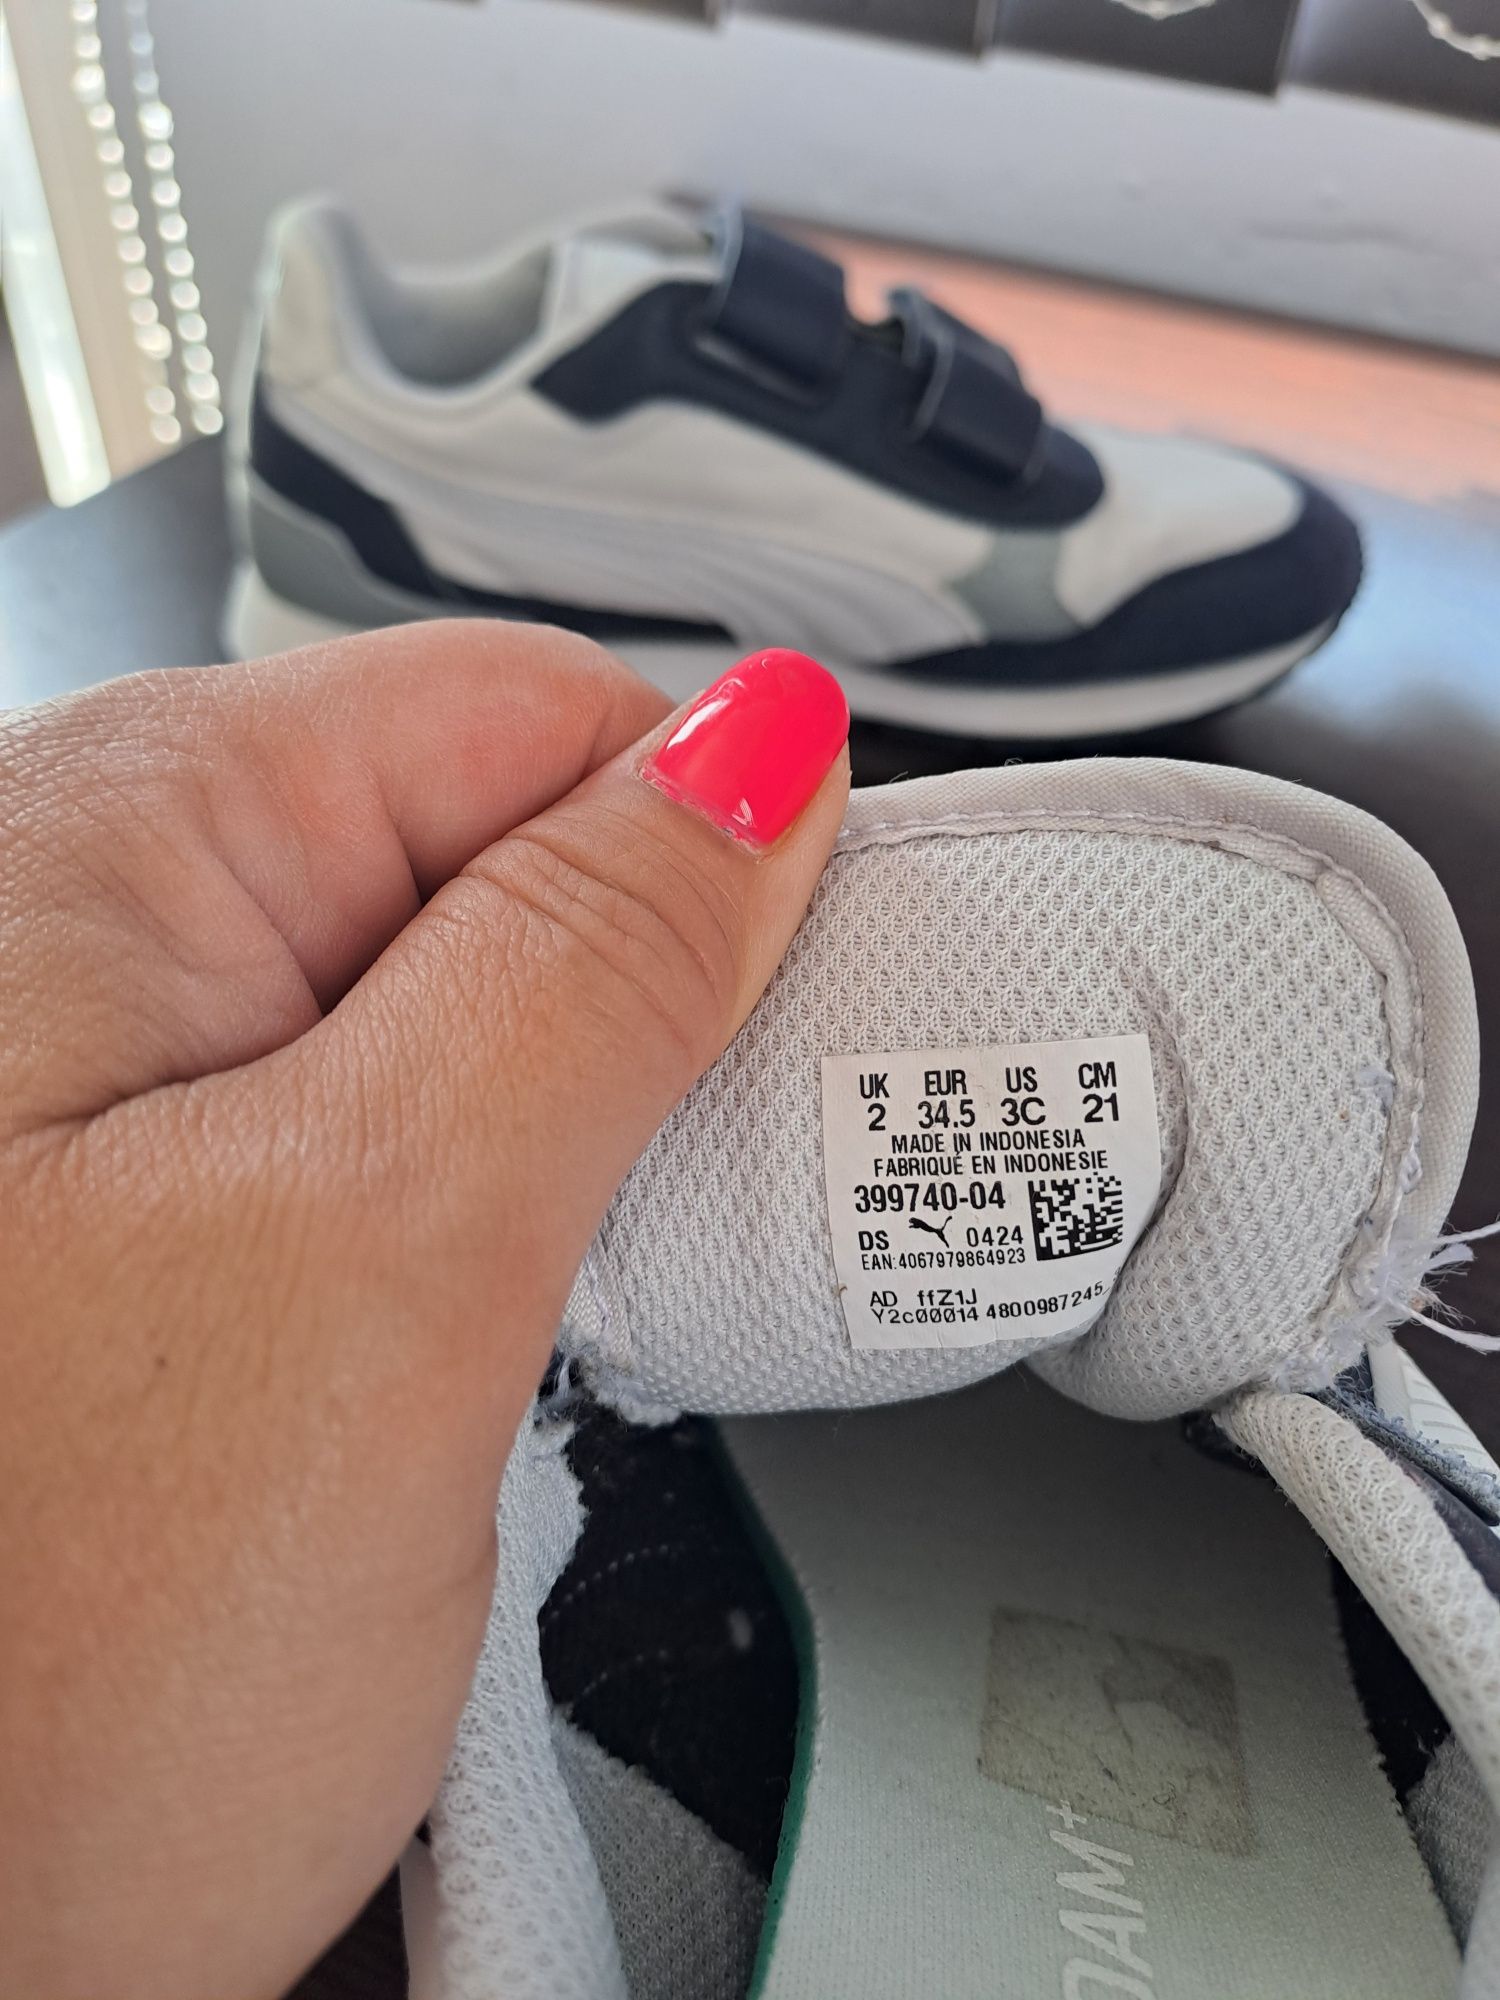 UK EUR US CM
2 34.5 3C 21
MADE IN INDONESIA
FABRIQUÉ EN INDONESIE
399740-04
DS 0424
EAN:4067979864923
AD ffZ1J
Y2c00014 4800987245
OAM+